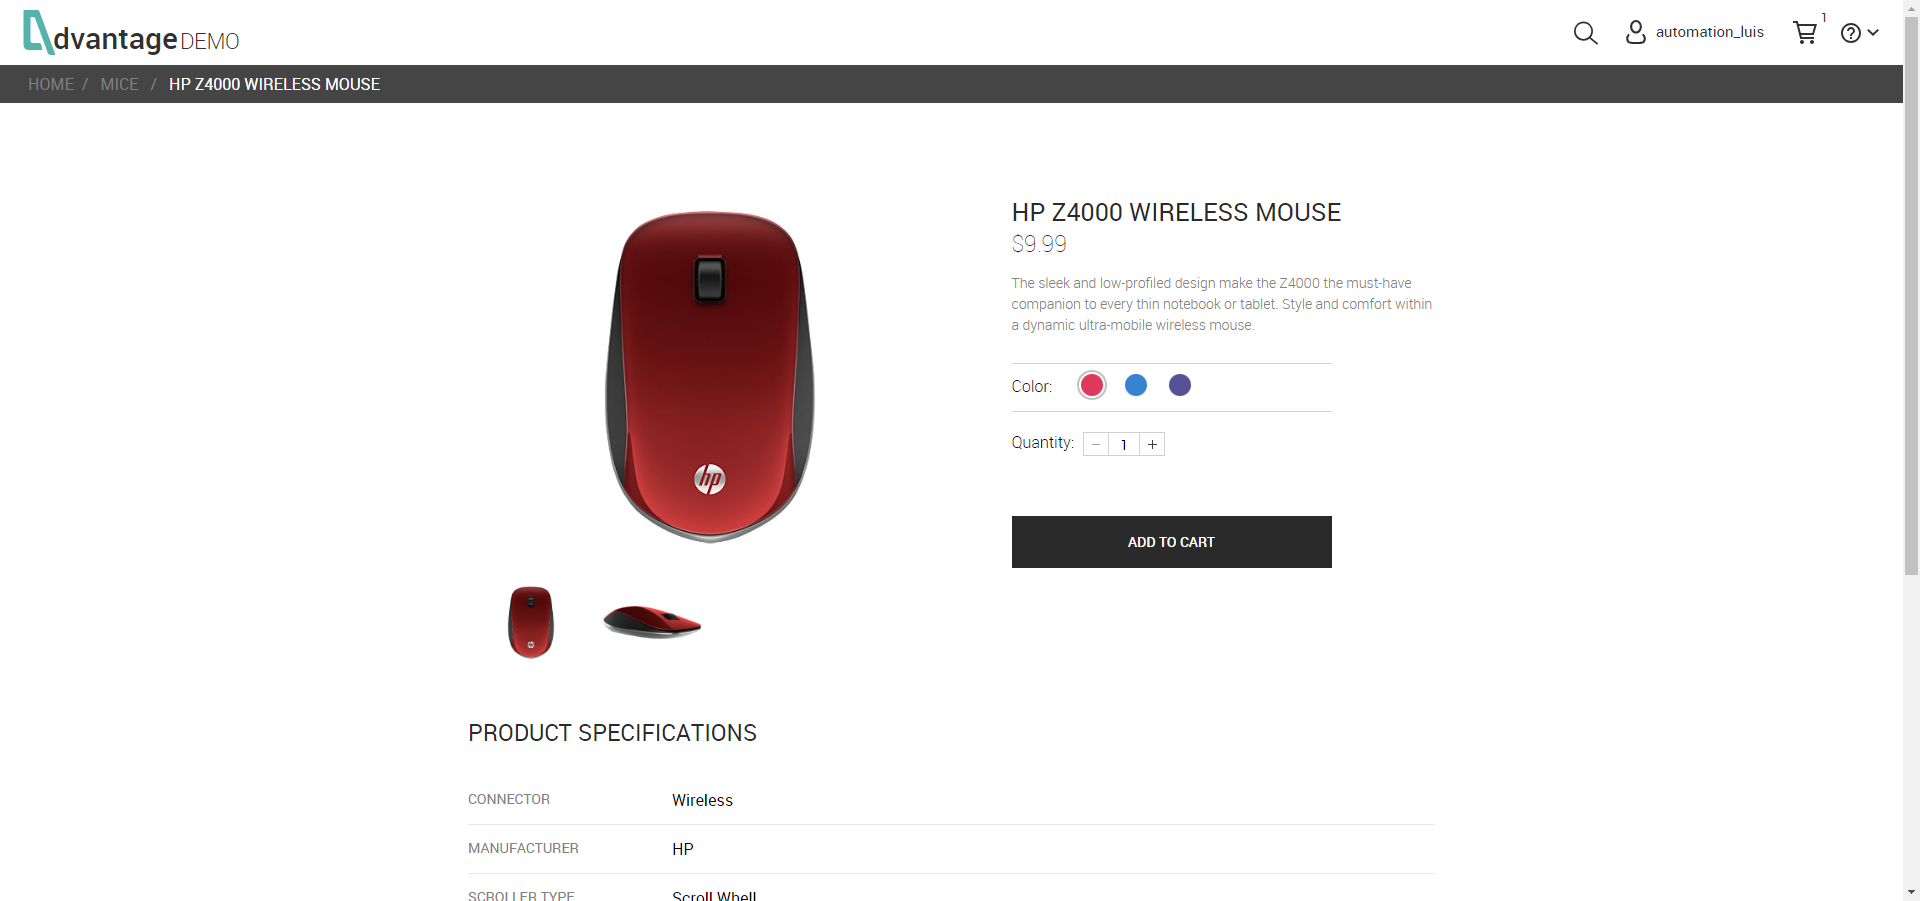 dvantage DEMO
automation_luis
1
HOME / MICE / HP Z4000 WIRELESS MOUSE
HP Z4000 WIRELESS MOUSE
$9.99
The sleek and low-profiled design make the Z4000 the must-have
companion to every thin notebook or tablet. Style and comfort within
a dynamic ultra-mobile wireless mouse.
Color:
Quantity: − 1 +
ADD TO CART
hp
PRODUCT SPECIFICATIONS
CONNECTOR Wireless
MANUFACTURER HP
SCROLLER TYPE Scroll Whell